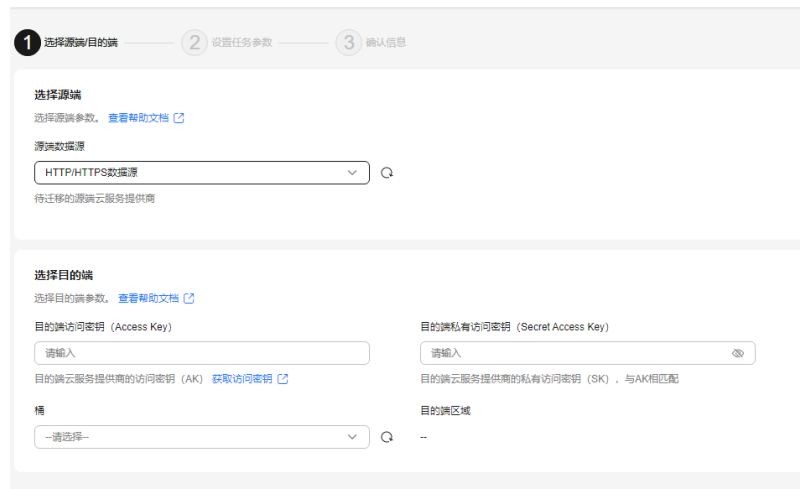 1 选择源端/目的端 2 设置任务参数 3 确认信息
选择源端
选择源端参数。 查看帮助文档
源端数据源
HTTP/HTTPS数据源
待迁移的源端云服务提供商
选择目的端
选择目的端参数。 查看帮助文档
目的端访问密钥（Access Key） 目的端私有访问密钥（Secret Access Key）
请输入 请输入
目的端云服务提供商的访问密钥（AK） 获取访问密钥 目的端云服务提供商的私有访问密钥（SK），与AK相匹配
桶 目的端区域
--请选择-- --